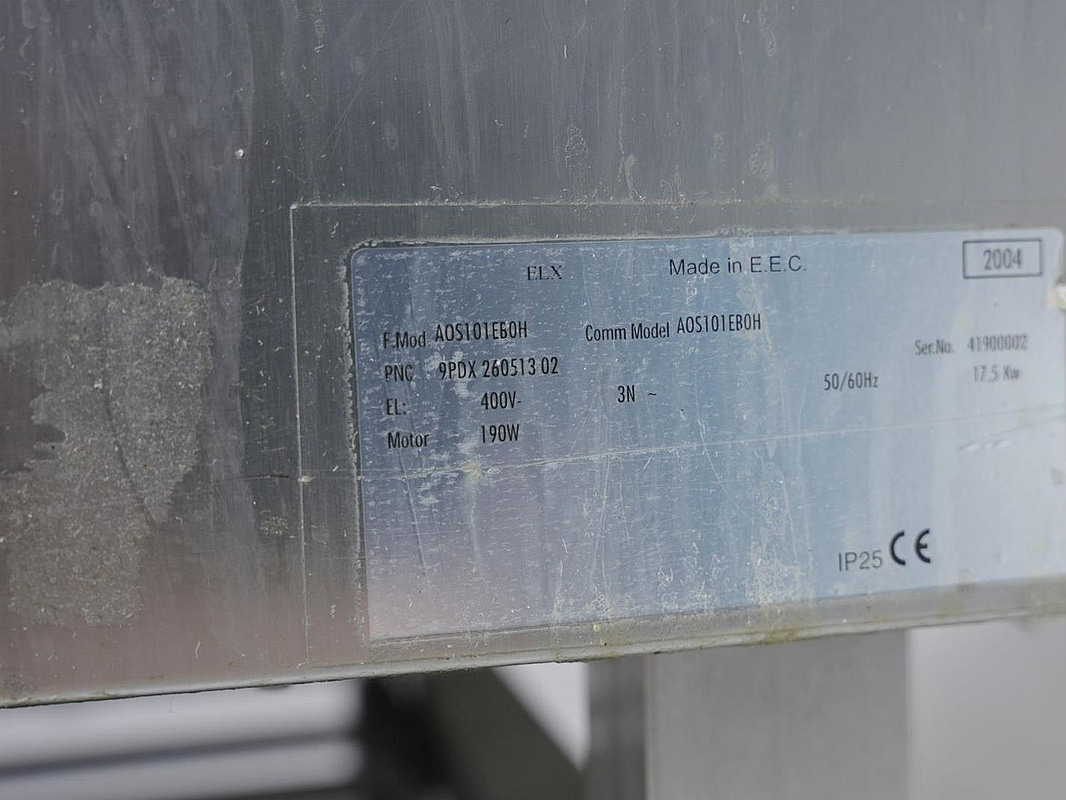 ELX Made in E.E.C. 2004
F.Mod AOS101EBOH Comm Model AOS101EBOH Ser.No. 41900002
PNC 9PDX 260513 02
EL: 400V- 3N ~ 50/60Hz 17.5 Kw
Motor 190W
IP25 CE